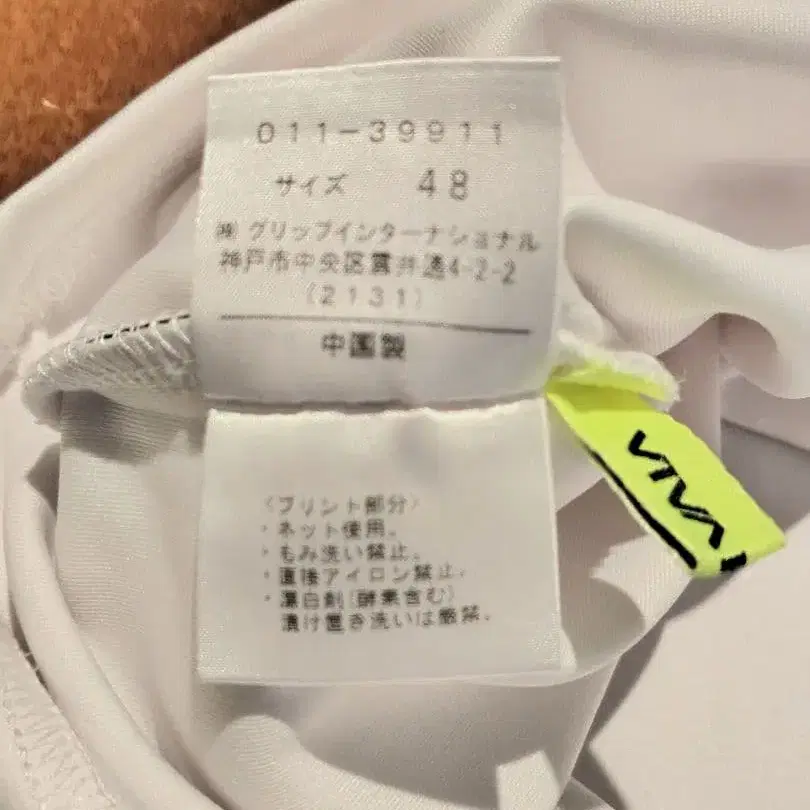 011-39911
サイズ 48
㈱ グリップインターナショナル
神戸市中央区雲井通4-2-2
(2131)
中国製
〈プリント部分〉
・ネット使用。
・もみ洗い禁止。
・直接アイロン禁止。
・漂白剤(酵素含む)
漬け置き洗いは厳禁。
VIVA